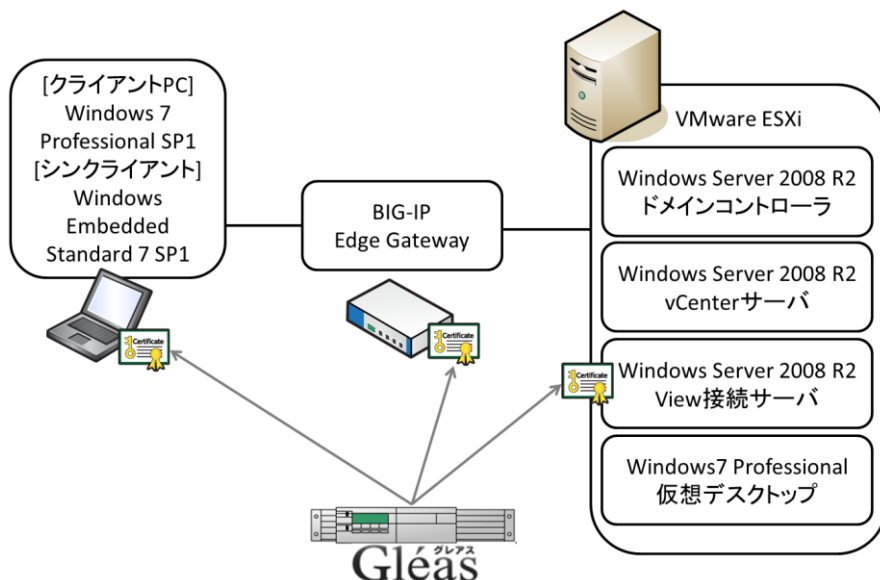 [クライアントPC]
Windows 7
Professional SP1
[シンクライアント]
Windows
Embedded
Standard 7 SP1
Certificate
BIG-IP
Edge Gateway
Certificate
VMware ESXi
Windows Server 2008 R2
ドメインコントローラ
Windows Server 2008 R2
vCenterサーバ
Certificate
Windows Server 2008 R2
View接続サーバ
Windows7 Professional
仮想デスクトップ
グレアス
Gléas